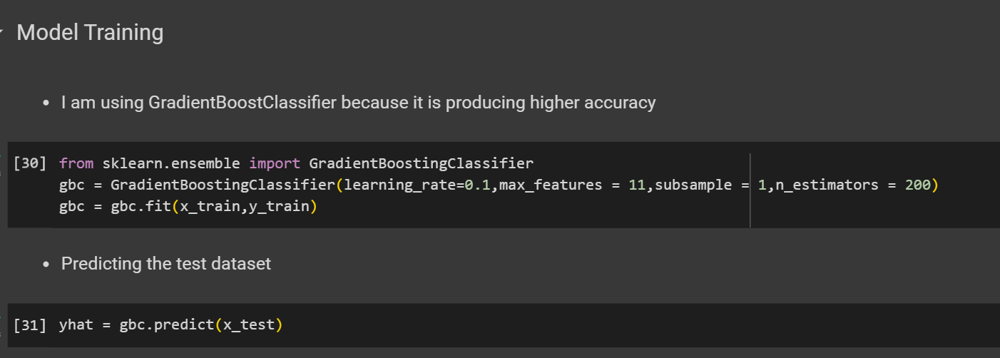 Model Training
• I am using GradientBoostClassifier because it is producing higher accuracy
[30] from sklearn.ensemble import GradientBoostingClassifier
gbc = GradientBoostingClassifier(learning_rate=0.1,max_features = 11,subsample = 1,n_estimators = 200)
gbc = gbc.fit(x_train,y_train)
• Predicting the test dataset
[31] yhat = gbc.predict(x_test)